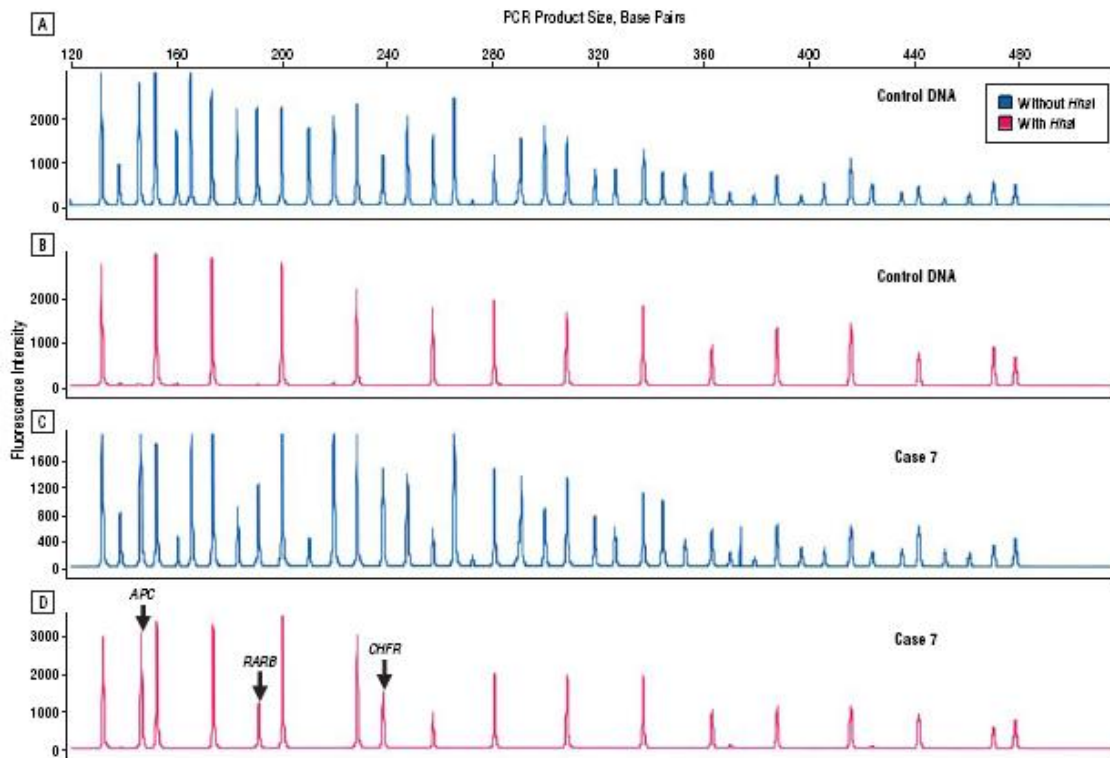 A
PCR Product Size, Base Pairs
120 160 200 240 280 320 360 400 440 480
Control DNA
Without HhaI
With HhaI
2000
1000
0
B
Control DNA
2000
1000
0
Fluorescence Intensity
C
Case 7
1600
1200
800
400
0
D
APC
RARB
CHFR
Case 7
3000
2000
1000
0